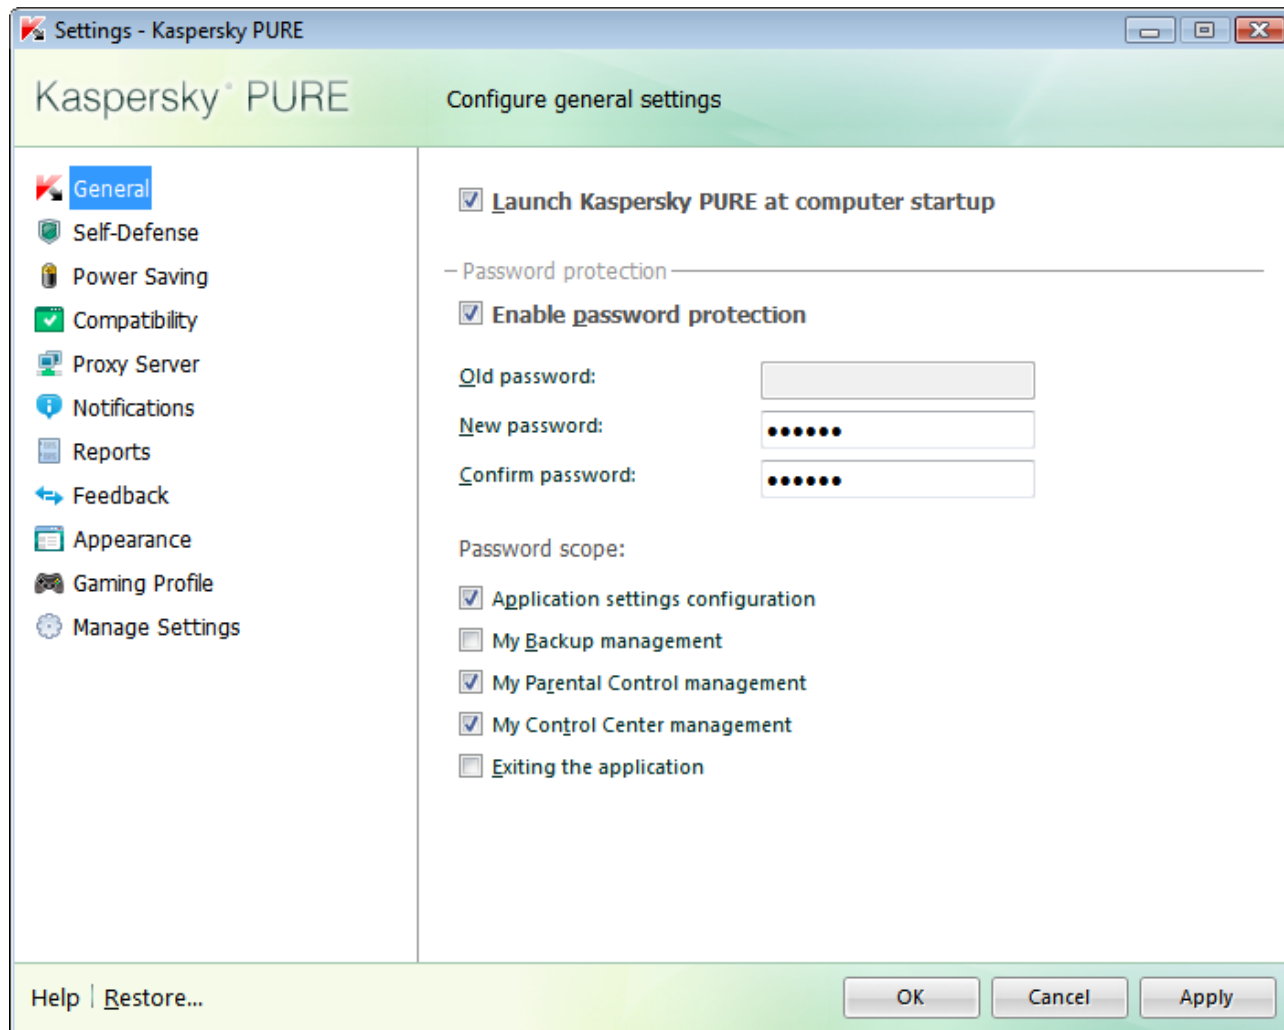 Settings - Kaspersky PURE
Kaspersky PURE
Configure general settings
General
Self-Defense
Power Saving
Compatibility
Proxy Server
Notifications
Reports
Feedback
Appearance
Gaming Profile
Manage Settings
Launch Kaspersky PURE at computer startup
Password protection
Enable password protection
Old password:
New password: ••••••
Confirm password: ••••••
Password scope:
Application settings configuration
My Backup management
My Parental Control management
My Control Center management
Exiting the application
Help | Restore... OK Cancel Apply